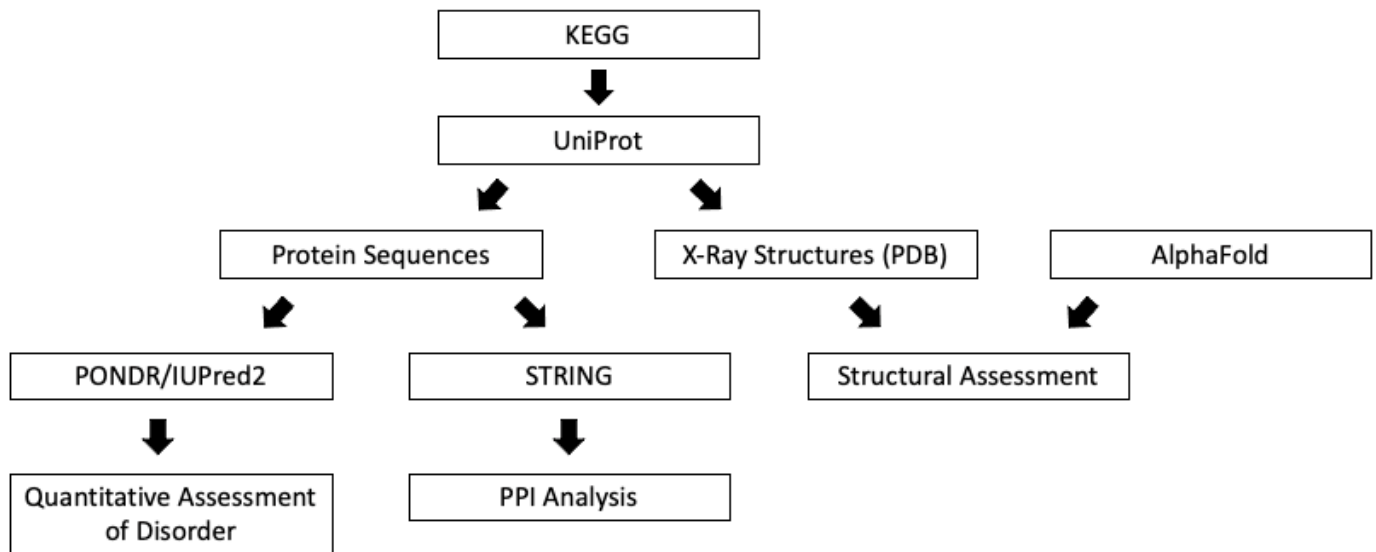 KEGG
UniProt
Protein Sequences
X-Ray Structures (PDB)
AlphaFold
PONDR/IUPred2
STRING
Structural Assessment
Quantitative Assessment
of Disorder
PPI Analysis